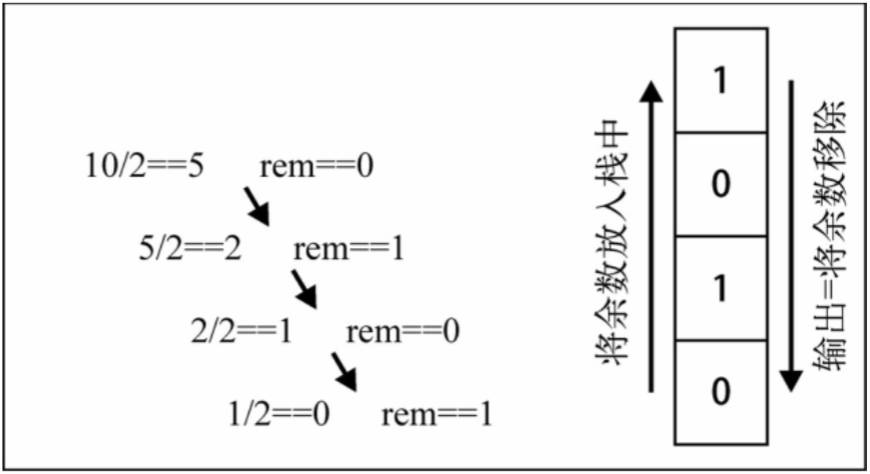 10/2==5 rem==0
5/2==2 rem==1
2/2==1 rem==0
1/2==0 rem==1
将余数放入栈中
1
0
1
0
输出=将余数移除